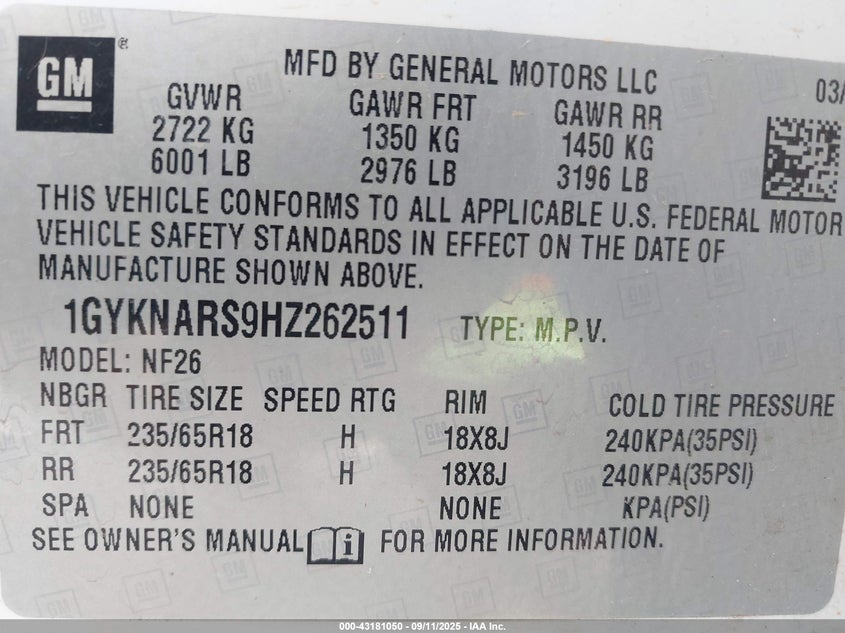 GM ®
MFD BY GENERAL MOTORS LLC
03/
GVWR GAWR FRT GAWR RR
2722 KG 1350 KG 1450 KG
6001 LB 2976 LB 3196 LB
THIS VEHICLE CONFORMS TO ALL APPLICABLE U.S. FEDERAL MOTOR
VEHICLE SAFETY STANDARDS IN EFFECT ON THE DATE OF
MANUFACTURE SHOWN ABOVE.
1GYKNARS9HZ262511 TYPE: M.P.V.
MODEL: NF26
NBGR TIRE SIZE SPEED RTG RIM COLD TIRE PRESSURE
FRT 235/65R18 H 18X8J 240KPA(35PSI)
RR 235/65R18 H 18X8J 240KPA(35PSI)
SPA NONE NONE KPA(PSI)
SEE OWNER'S MANUAL i FOR MORE INFORMATION.
000-43181050 - 09/11/2025 - IAA Inc.